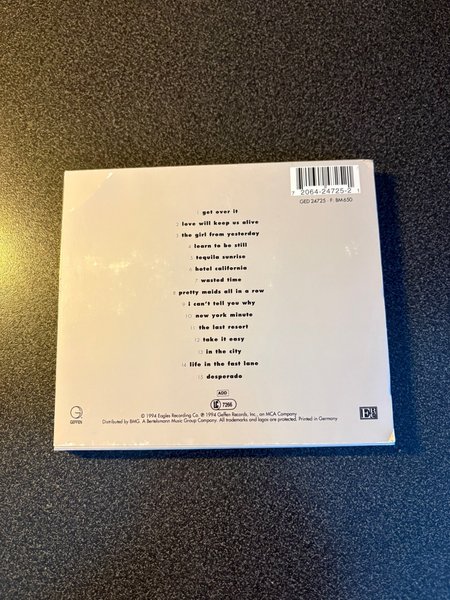 7 2064-24725-2 1
GED 24725 · F: BM650
1 get over it
2 love will keep us alive
3 the girl from yesterday
4 learn to be still
5 tequila sunrise
6 hotel california
7 wasted time
8 pretty maids all in a row
9 i can't tell you why
10 new york minute
11 the last resort
12 take it easy
13 in the city
14 life in the fast lane
15 desperado
ADD
LC 7266
GEFFEN
© 1994 Eagles Recording Co. ℗ 1994 Geffen Records, Inc., an MCA Company
Distributed by BMG. A Bertelsmann Music Group Company. All trademarks and logos are protected. Printed in Germany